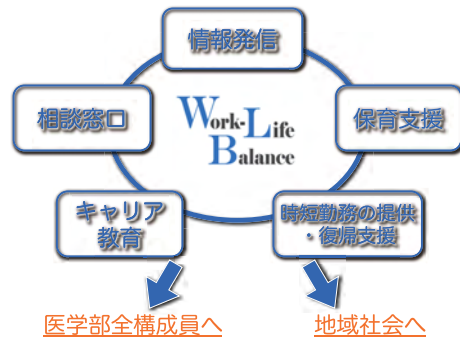 情報発信
相談窓口
Work-Life
Balance
保育支援
キャリア
教育
時短勤務の提供
・復帰支援
医学部全構成員へ
地域社会へ